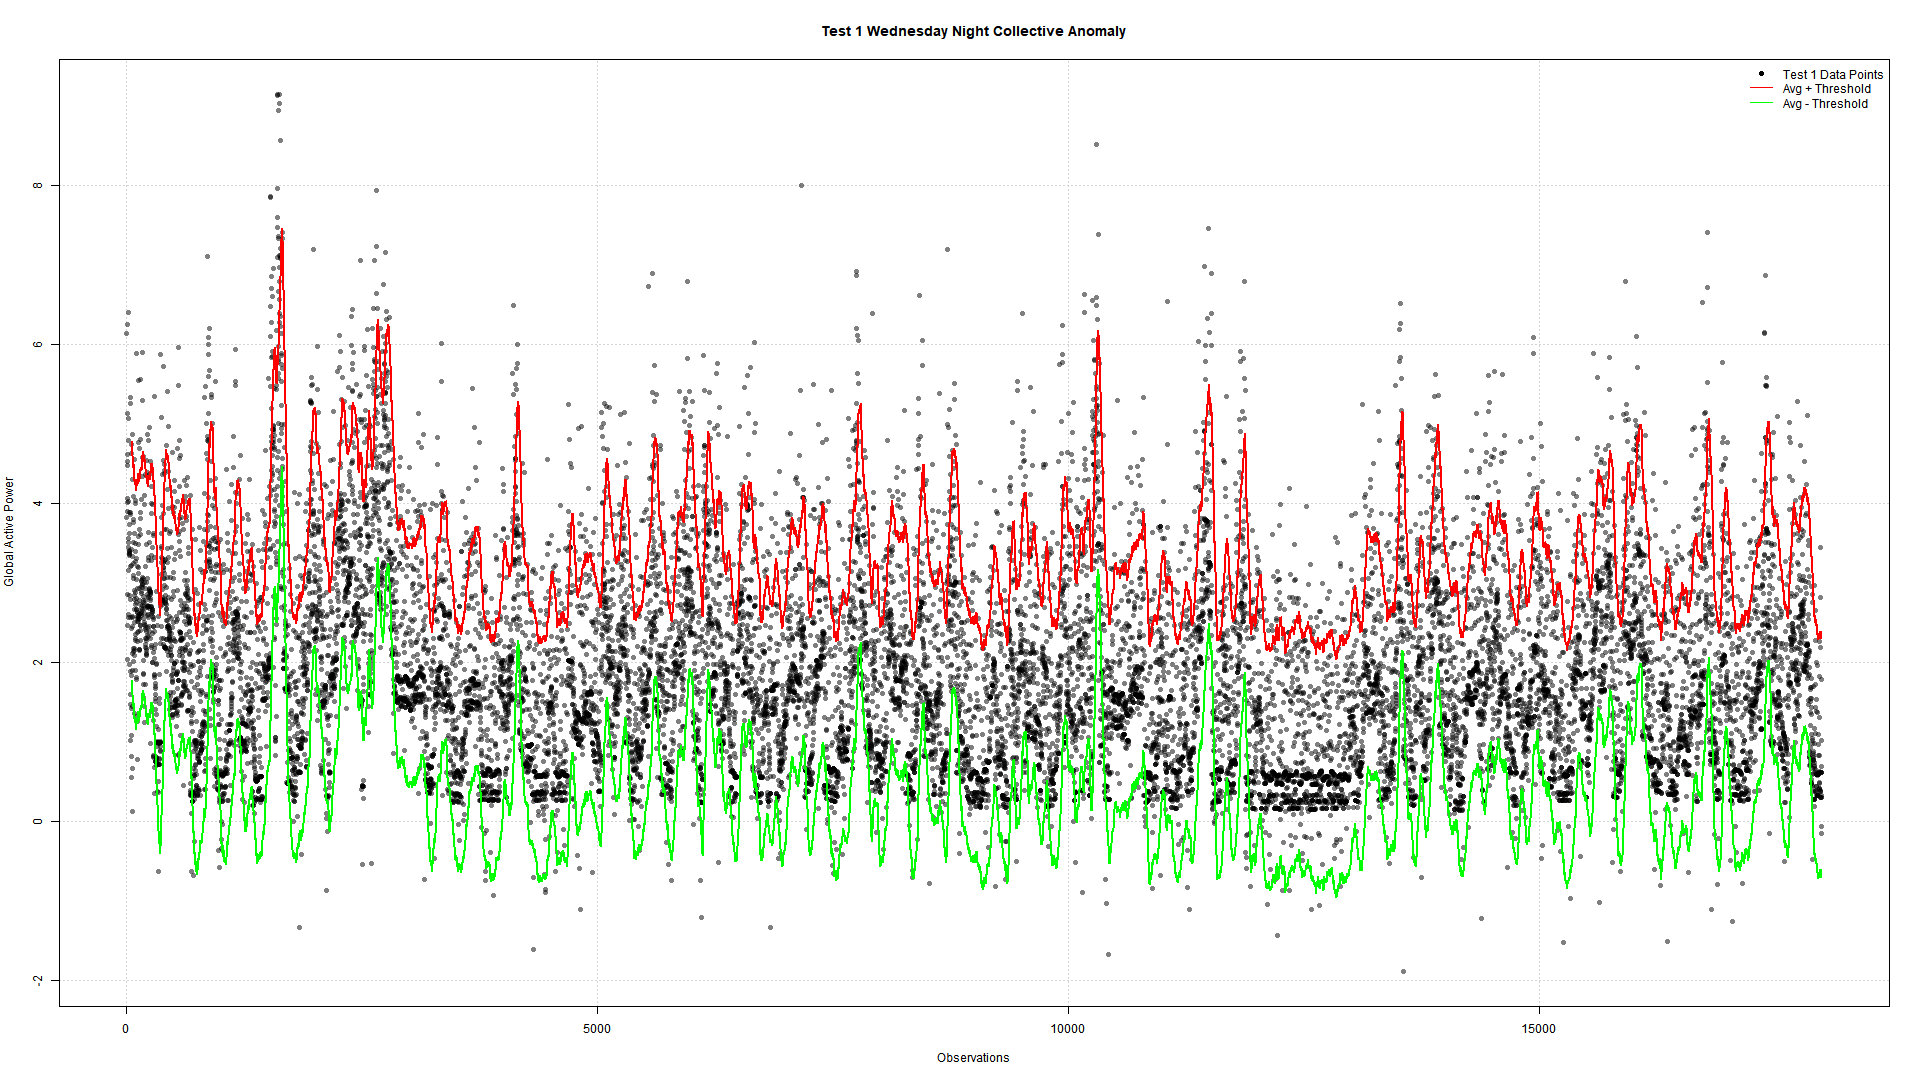 Test 1 Wednesday Night Collective Anomaly
Test 1 Data Points
Avg + Threshold
Avg - Threshold
8
6
4
2
0
-2
Global Active Power
0 5000 10000 15000
Observations